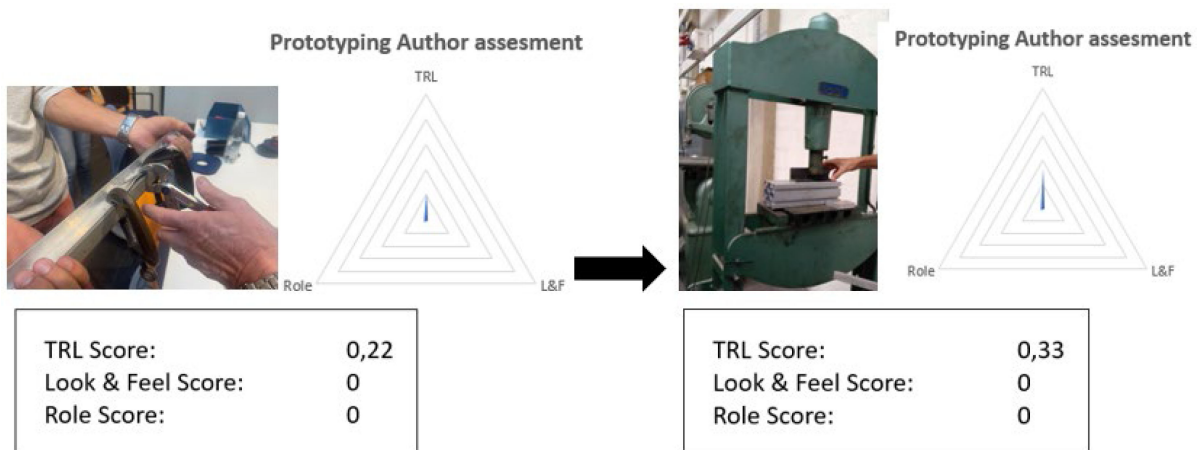 Prototyping Author assesment
TRL
Role
L&F
TRL Score: 0,22
Look & Feel Score: 0
Role Score: 0
Prototyping Author assesment
TRL
Role
L&F
TRL Score: 0,33
Look & Feel Score: 0
Role Score: 0